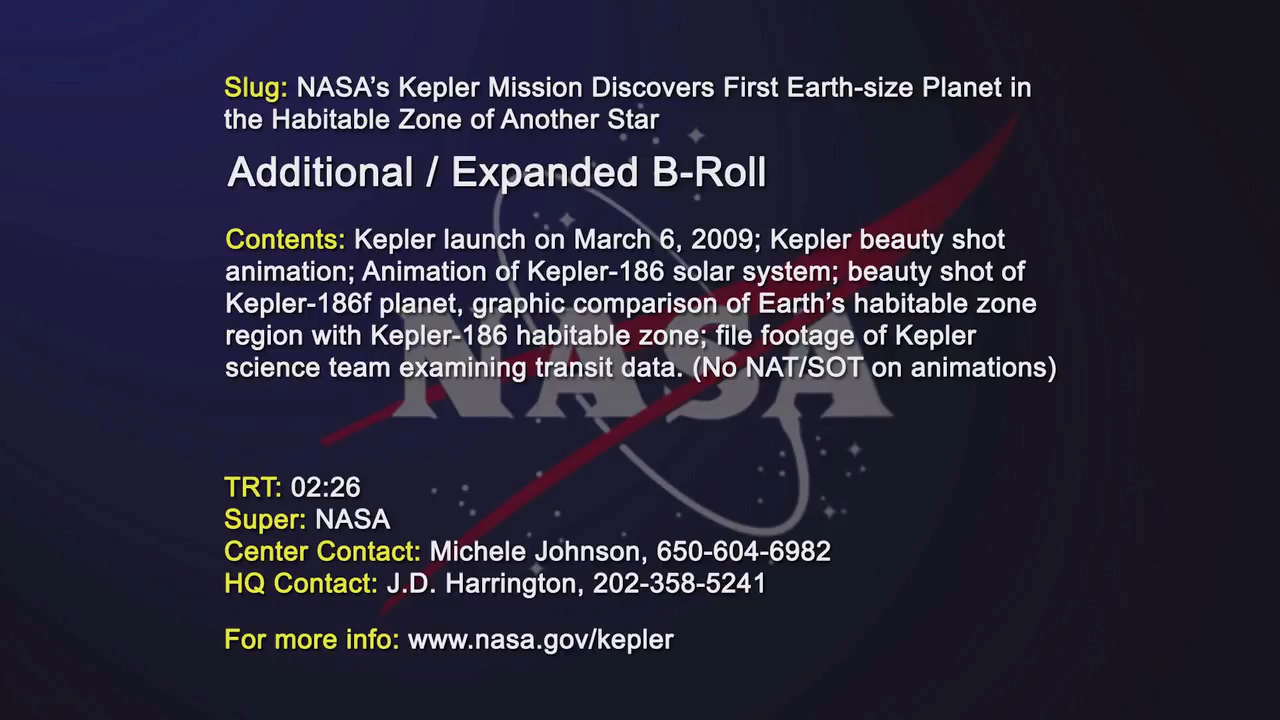 Slug: NASA’s Kepler Mission Discovers First Earth-size Planet in
the Habitable Zone of Another Star
Additional / Expanded B-Roll
Contents: Kepler launch on March 6, 2009; Kepler beauty shot
animation; Animation of Kepler-186 solar system; beauty shot of
Kepler-186f planet, graphic comparison of Earth’s habitable zone
region with Kepler-186 habitable zone; file footage of Kepler
science team examining transit data. (No NAT/SOT on animations)
NASA
TRT: 02:26
Super: NASA
Center Contact: Michele Johnson, 650-604-6982
HQ Contact: J.D. Harrington, 202-358-5241
For more info: www.nasa.gov/kepler